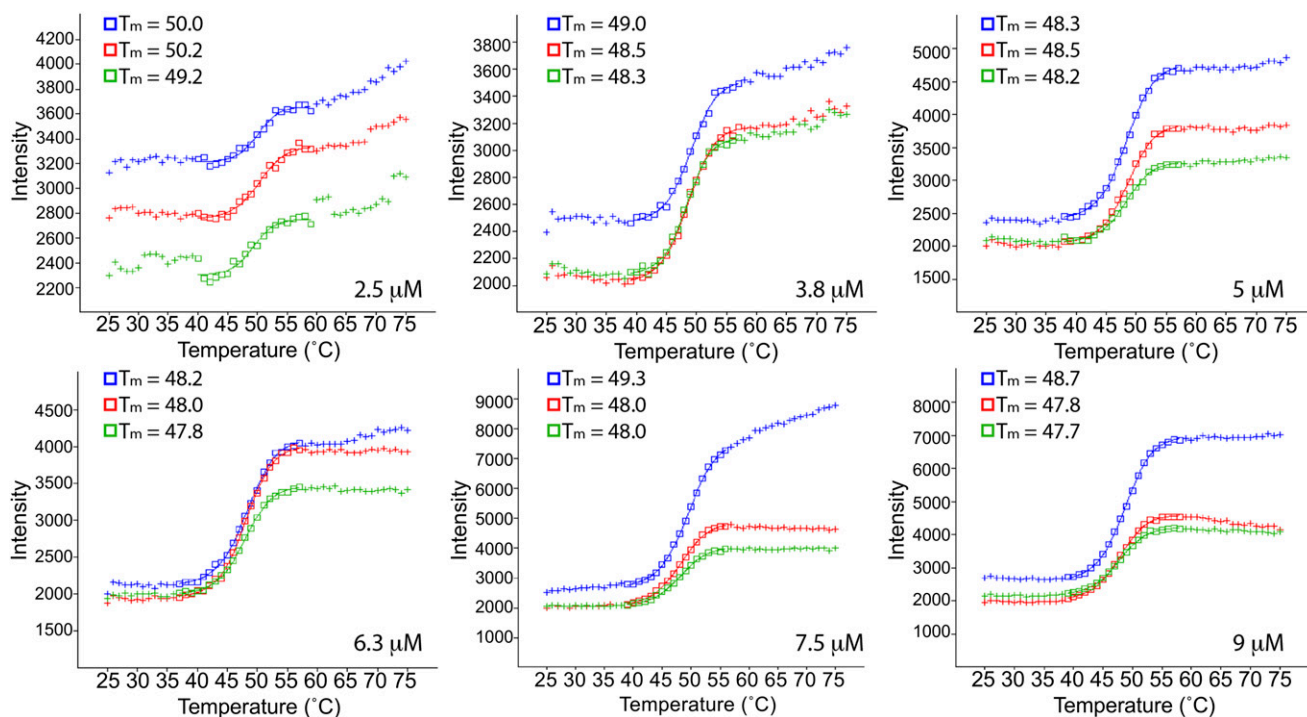 Tm = 50.0
Tm = 50.2
Tm = 49.2
4200
4000
3800
3600
3400
3200
3000
2800
2600
2400
2200
Intensity
2.5 μM
25 30 35 40 45 50 55 60 65 70 75
Temperature (˚C)
Tm = 49.0
Tm = 48.5
Tm = 48.3
3800
3600
3400
3200
3000
2800
2600
2400
2200
2000
Intensity
3.8 μM
25 30 35 40 45 50 55 60 65 70 75
Temperature (˚C)
Tm = 48.3
Tm = 48.5
Tm = 48.2
5000
4500
4000
3500
3000
2500
2000
1500
Intensity
5 μM
25 30 35 40 45 50 55 60 65 70 75
Temperature (˚C)
Tm = 48.2
Tm = 48.0
Tm = 47.8
4500
4000
3500
3000
2500
2000
1500
Intensity
6.3 μM
25 30 35 40 45 50 55 60 65 70 75
Temperature (˚C)
Tm = 49.3
Tm = 48.0
Tm = 48.0
9000
8000
7000
6000
5000
4000
3000
2000
1000
Intensity
7.5 μM
25 30 35 40 45 50 55 60 65 70 75
Temperature (˚C)
Tm = 48.7
Tm = 47.8
Tm = 47.7
8000
7000
6000
5000
4000
3000
2000
1000
Intensity
9 μM
25 30 35 40 45 50 55 60 65 70 75
Temperature (˚C)